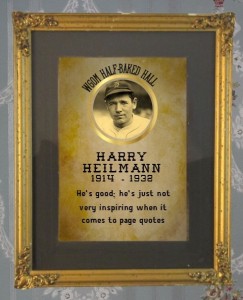 WGOM HALF-BAKED HALL
HARRY
HEILMANN
1914 - 1932
He's good; he's just not
very inspiring when it
comes to page quotes